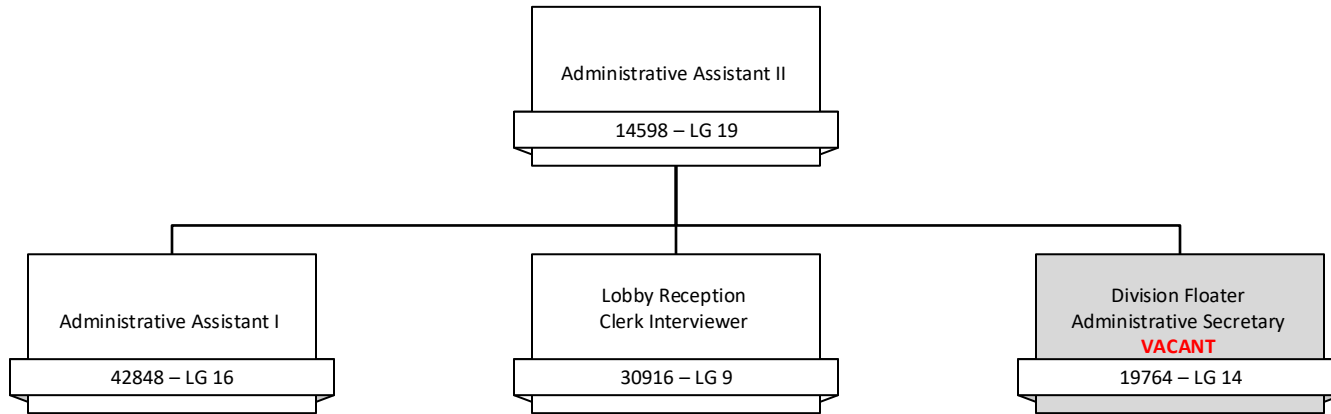 Administrative Assistant II
14598 – LG 19
Administrative Assistant I
42848 – LG 16
Lobby Reception
Clerk Interviewer
30916 – LG 9
Division Floater
Administrative Secretary
VACANT
19764 – LG 14